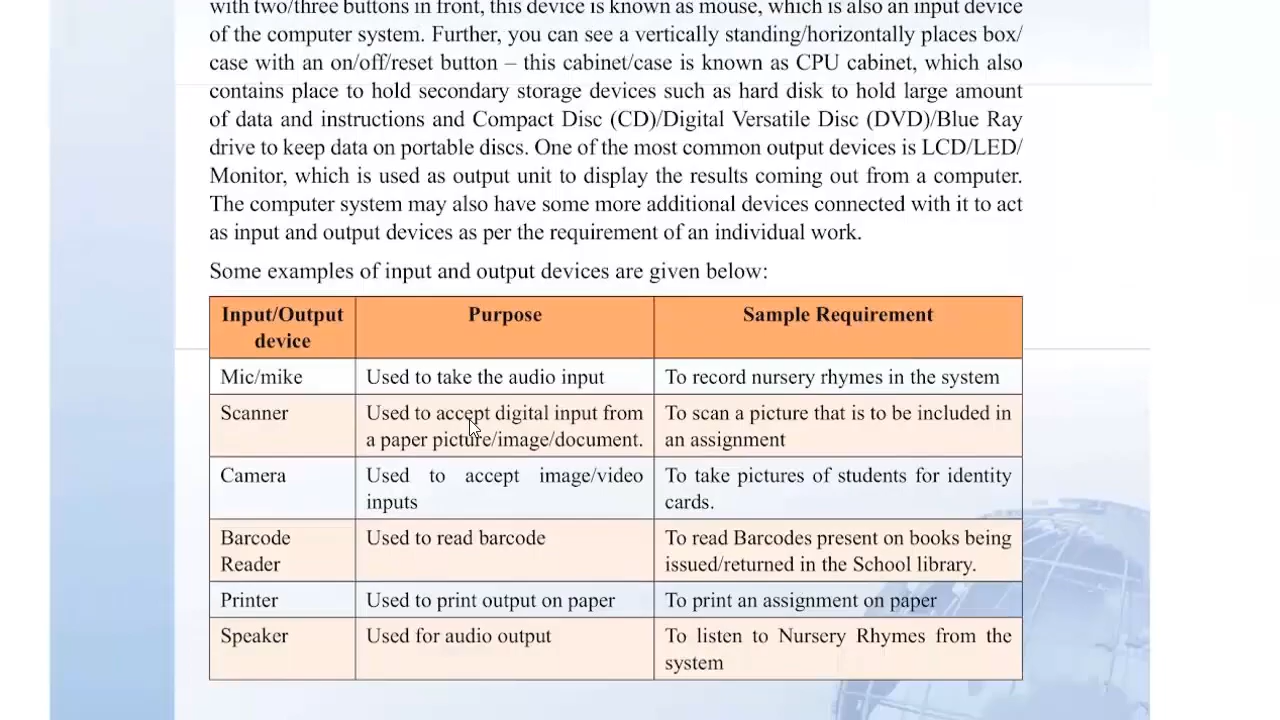 with two/three buttons in front, this device is known as mouse, which is also an input device
of the computer system. Further, you can see a vertically standing/horizontally places box/
case with an on/off/reset button – this cabinet/case is known as CPU cabinet, which also
contains place to hold secondary storage devices such as hard disk to hold large amount
of data and instructions and Compact Disc (CD)/Digital Versatile Disc (DVD)/Blue Ray
drive to keep data on portable discs. One of the most common output devices is LCD/LED/
Monitor, which is used as output unit to display the results coming out from a computer.
The computer system may also have some more additional devices connected with it to act
as input and output devices as per the requirement of an individual work.
Some examples of input and output devices are given below:
Input/Output
device
Purpose
Sample Requirement
Mic/mike
Used to take the audio input
To record nursery rhymes in the system
Scanner
Used to accept digital input from
a paper picture/image/document.
To scan a picture that is to be included in
an assignment
Camera
Used to accept image/video
inputs
To take pictures of students for identity
cards.
Barcode
Reader
Used to read barcode
To read Barcodes present on books being
issued/returned in the School library.
Printer
Used to print output on paper
To print an assignment on paper
Speaker
Used for audio output
To listen to Nursery Rhymes from the
system